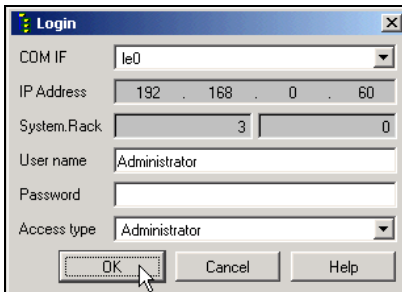 Login
COM IF le0
IP Address 192 . 168 . 0 . 60
System.Rack 3 0
User name Administrator
Password
Access type Administrator
OK Cancel Help